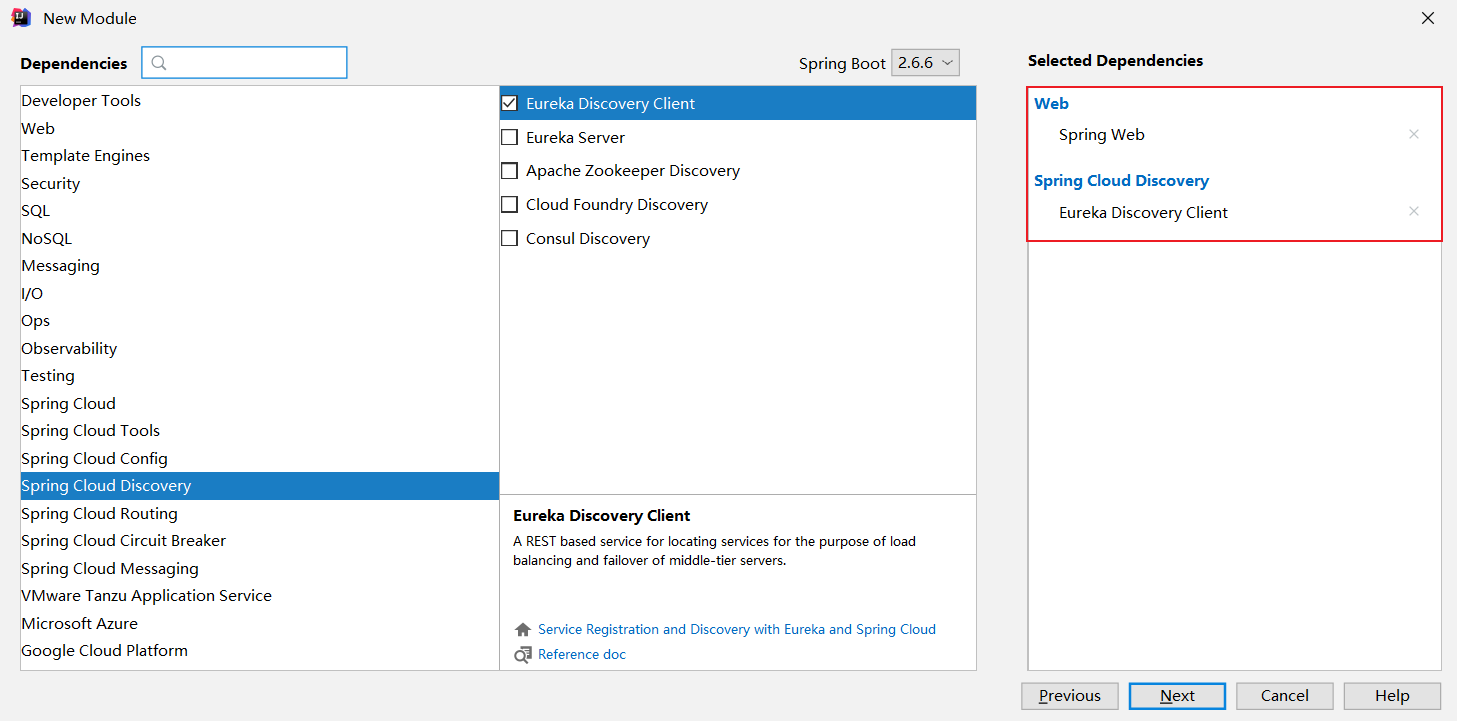 New Module
Dependencies
Spring Boot 2.6.6
Developer Tools
Web
Template Engines
Security
SQL
NoSQL
Messaging
I/O
Ops
Observability
Testing
Spring Cloud
Spring Cloud Tools
Spring Cloud Config
Spring Cloud Discovery
Spring Cloud Routing
Spring Cloud Circuit Breaker
Spring Cloud Messaging
VMware Tanzu Application Service
Microsoft Azure
Google Cloud Platform
Eureka Discovery Client
Eureka Server
Apache Zookeeper Discovery
Cloud Foundry Discovery
Consul Discovery
Eureka Discovery Client
A REST based service for locating services for the purpose of load
balancing and failover of middle-tier servers.
Service Registration and Discovery with Eureka and Spring Cloud
Reference doc
Selected Dependencies
Web
Spring Web
Spring Cloud Discovery
Eureka Discovery Client
Previous
Next
Cancel
Help